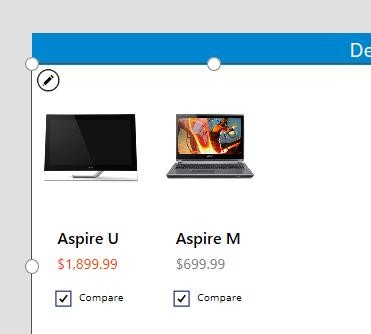 De
Aspire U
Aspire M
$1,899.99
$699.99
Compare
Compare